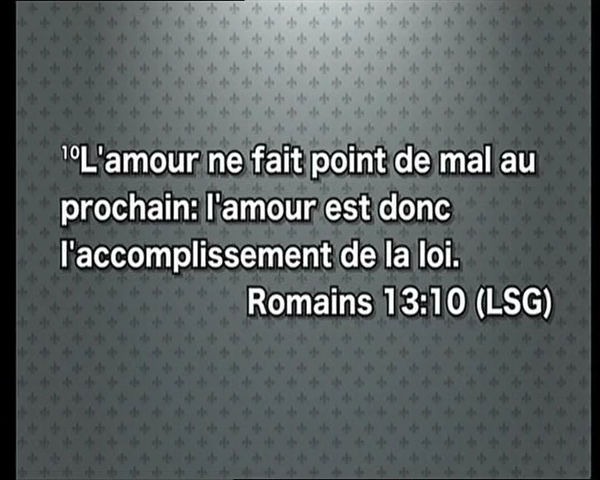 ¹⁰L'amour ne fait point de mal au
prochain: l'amour est donc
l'accomplissement de la loi.
Romains 13:10 (LSG)